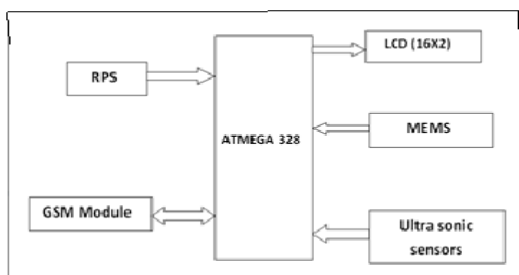 LCD (16X2)
RPS
ATMEGA 328
MEMS
GSM Module
Ultra sonic
sensors